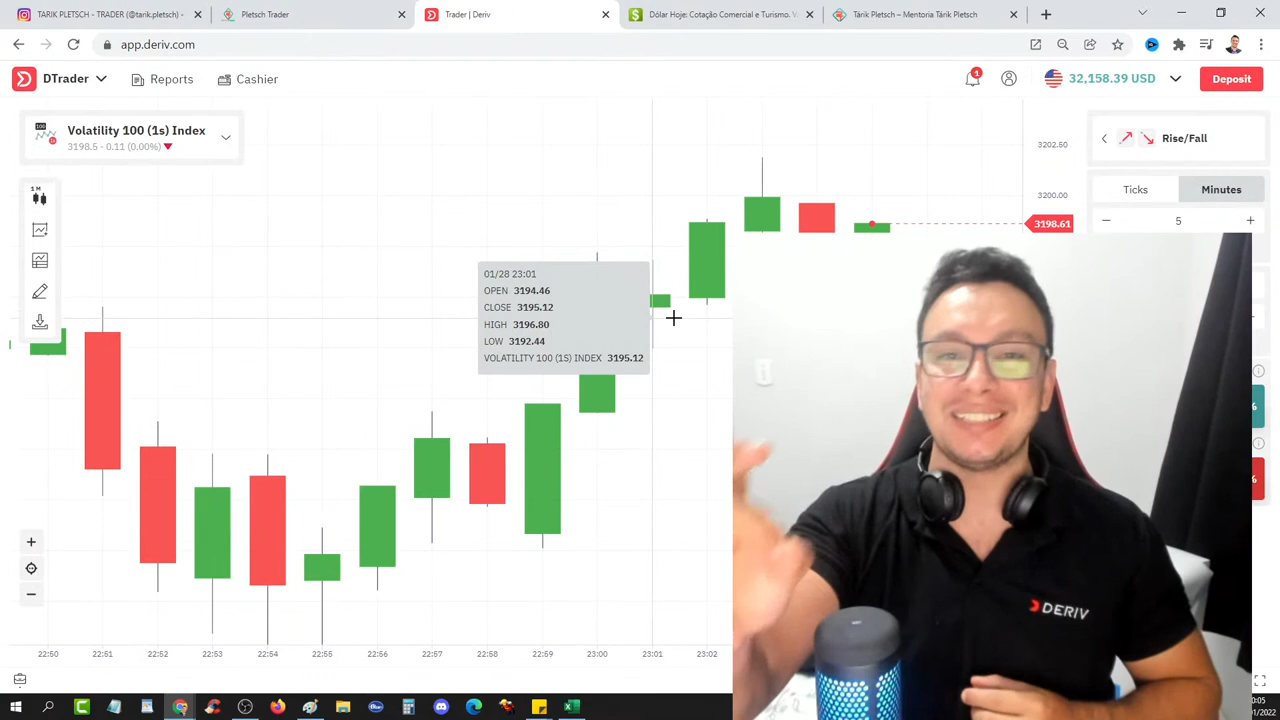 TARIK PLETSCH - TRADER (@tarik.pletsch) -
Pletsch Trader
Trader | Deriv
Dólar Hoje: Cotação Comercial e Turismo. V
Tárik Pletsch – Mentoria Tárik Pletsch
app.deriv.com
DTrader
Reports
Cashier
1
32,158.39 USD
Deposit
100
Volatility 100 (1s) Index
3198.5 - 0.11 (0.00%)
Rise/Fall
Ticks
Minutes
5
1 M
3202.50
3200.00
3198.61
01/28 23:01
OPEN 3194.46
CLOSE 3195.12
HIGH 3196.80
LOW 3192.44
VOLATILITY 100 (1S) INDEX 3195.12
%
%
DERIV
22:50
22:51
22:52
22:53
22:54
22:55
22:56
22:57
22:58
22:59
23:00
23:01
23:02